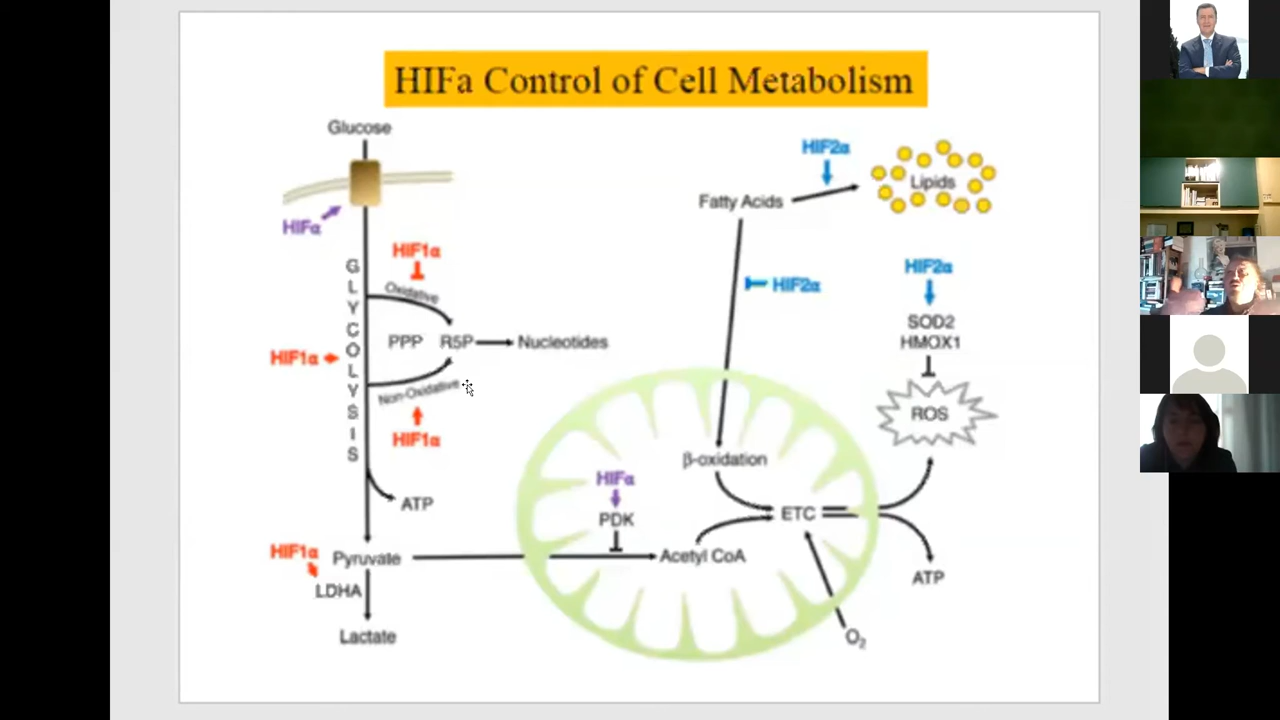 HIFa Control of Cell Metabolism
Glucose
HIFα
HIF1α
Oxidative
GLYCOLYSIS
PPP R5P Nucleotides
HIF1α
Non-Oxidative
HIF1α
ATP
HIF1α
Pyruvate
LDHA
Lactate
HIF2α
Fatty Acids
Lipids
HIF2α
HIF2α
SOD2
HMOX1
ROS
β-oxidation
HIFα
PDK
ETC
Acetyl CoA
ATP
O₂